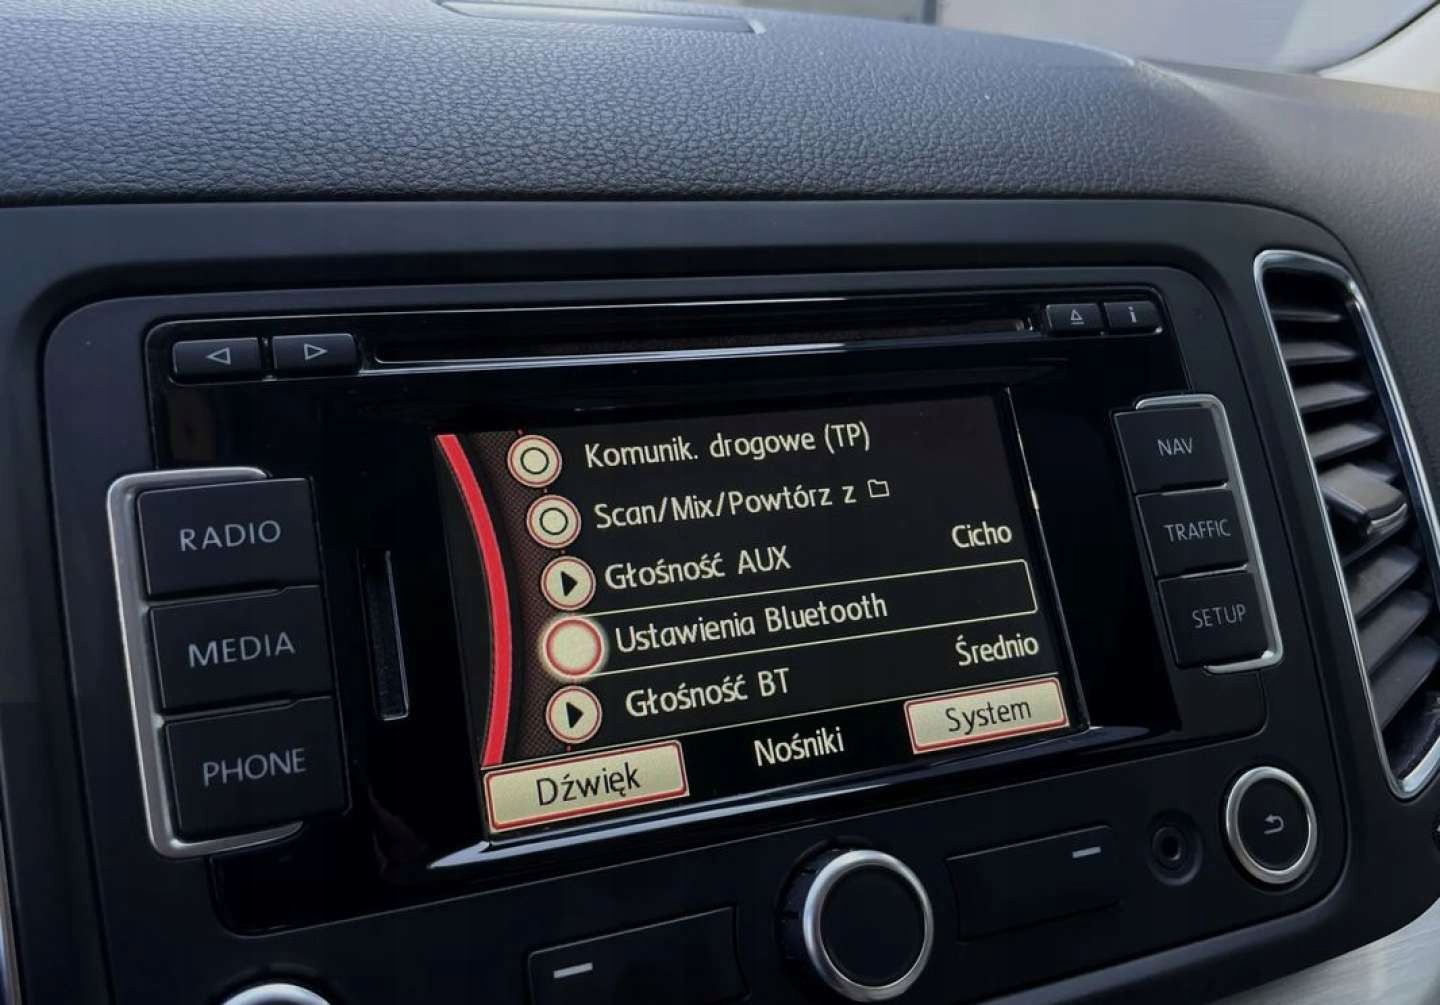 i
Komunik. drogowe (TP)
Scan/Mix/Powtórz z
Głośność AUX Cicho
Ustawienia Bluetooth
Głośność BT Średnio
Dźwięk Nośniki System
RADIO
MEDIA
PHONE
NAV
TRAFFIC
SETUP